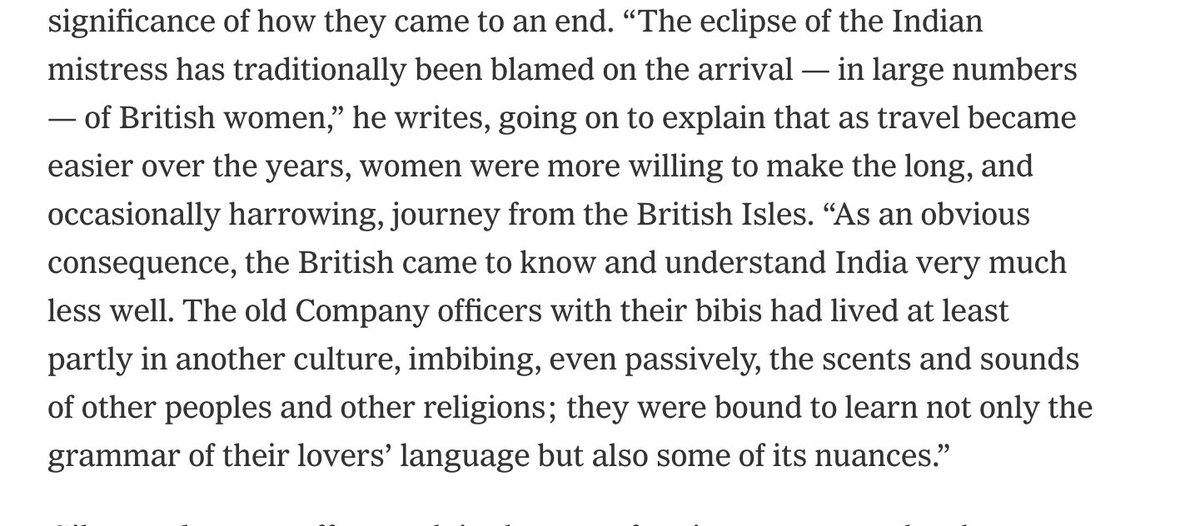 significance of how they came to an end. “The eclipse of the Indian
mistress has traditionally been blamed on the arrival — in large numbers
— of British women,” he writes, going on to explain that as travel became
easier over the years, women were more willing to make the long, and
occasionally harrowing, journey from the British Isles. “As an obvious
consequence, the British came to know and understand India very much
less well. The old Company officers with their bibis had lived at least
partly in another culture, imbibing, even passively, the scents and sounds
of other peoples and other religions; they were bound to learn not only the
grammar of their lovers’ language but also some of its nuances.”